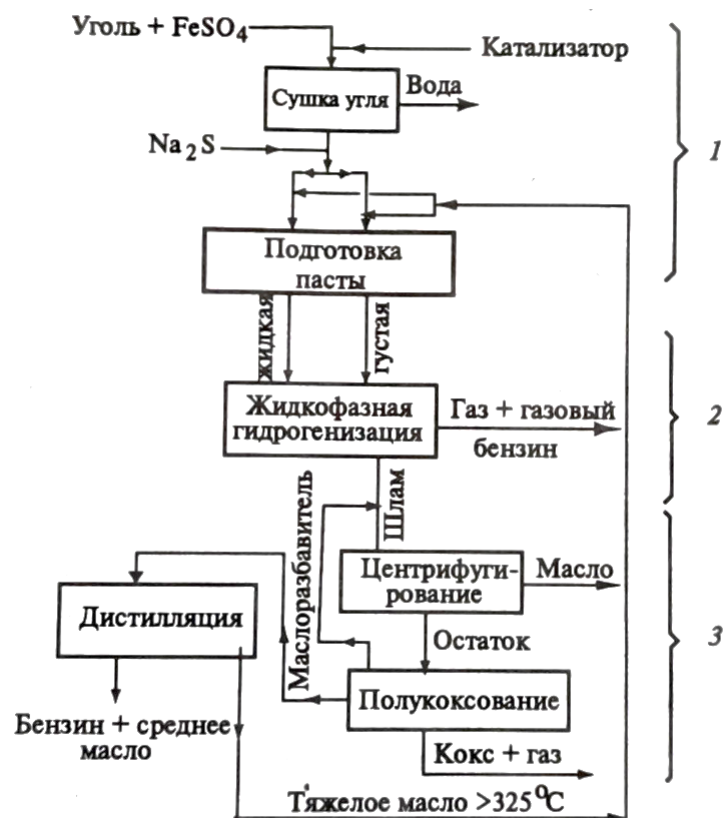 Уголь + FeSO4
Катализатор
Сушка угля
Вода
Na2S
1
Подготовка
пасты
жидкая
густая
Жидкофазная
гидрогенизация
Газ + газовый
бензин
2
Шлам
Маслоразбавитель
Центрифуги-
рование
Масло
Дистилляция
3
Остаток
Полукоксование
Бензин + среднее
масло
Кокс + газ
Тяжелое масло >325⁰C